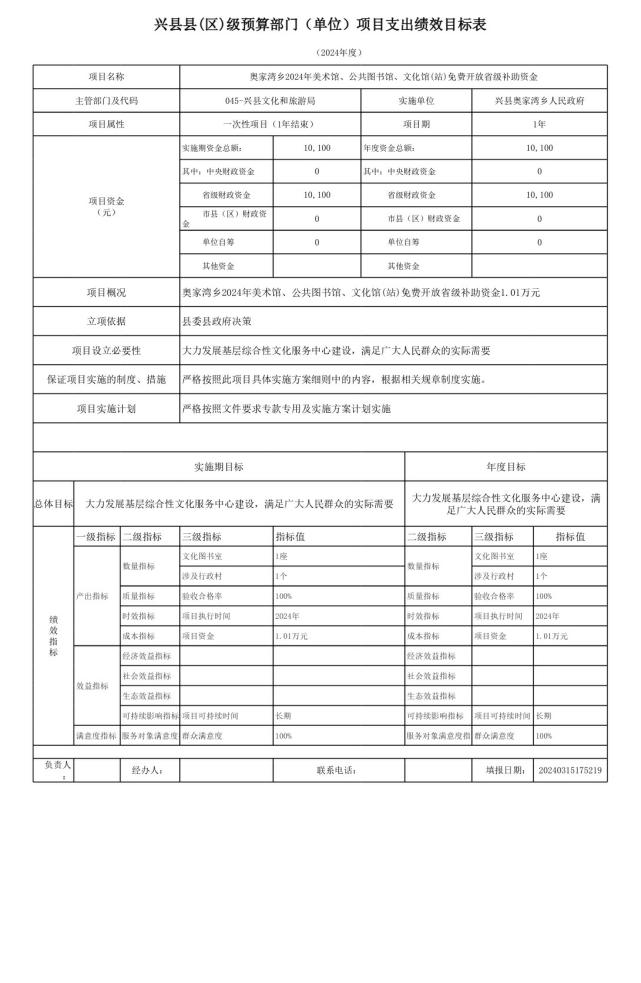 兴县县(区)级预算部门（单位）项目支出绩效目标表
（2024年度）
项目名称 奥家湾乡2024年美术馆、公共图书馆、文化馆(站)免费开放省级补助资金
主管部门及代码 045-兴县文化和旅游局 实施单位 兴县奥家湾乡人民政府
项目属性 一次性项目（1年结束） 项目期 1年
项目资金
（元）
实施期资金总额: 10,100 年度资金总额: 10,100
其中: 中央财政资金 0 其中: 中央财政资金 0
省级财政资金 10,100 省级财政资金 10,100
市县（区）财政资
金 0 市县（区）财政资金 0
单位自筹 0 单位自筹 0
其他资金 其他资金
项目概况 奥家湾乡2024年美术馆、公共图书馆、文化馆(站)免费开放省级补助资金1.01万元
立项依据 县委县政府决策
项目设立必要性 大力发展基层综合性文化服务中心建设，满足广大人民群众的实际需要
保证项目实施的制度、措施 严格按照此项目具体实施方案细则中的内容，根据相关规章制度实施。
项目实施计划 严格按照文件要求专款专用及实施方案计划实施
实施期目标 年度目标
总体目标 大力发展基层综合性文化服务中心建设，满足广大人民群众的实际需要 大力发展基层综合性文化服务中心建设，满
足广大人民群众的实际需要
绩效指标
一级指标 二级指标 三级指标 指标值 二级指标 三级指标 指标值
产出指标 数量指标 文化图书室 1座 数量指标 文化图书室 1座
涉及行政村 1个 涉及行政村 1个
质量指标 验收合格率 100% 质量指标 验收合格率 100%
时效指标 项目执行时间 2024年 时效指标 项目执行时间 2024年
成本指标 项目资金 1.01万元 成本指标 项目资金 1.01万元
效益指标 经济效益指标 经济效益指标
社会效益指标 社会效益指标
生态效益指标 生态效益指标
可持续影响指标 项目可持续时间 长期 可持续影响指标 项目可持续时间 长期
满意度指标 服务对象满意度 群众满意度 100% 服务对象满意度指 群众满意度 100%
负责人
： 经办人： 联系电话： 填报日期： 20240315175219